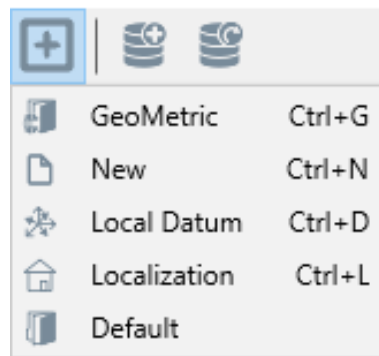 GeoMetric Ctrl+G
New Ctrl+N
Local Datum Ctrl+D
Localization Ctrl+L
Default